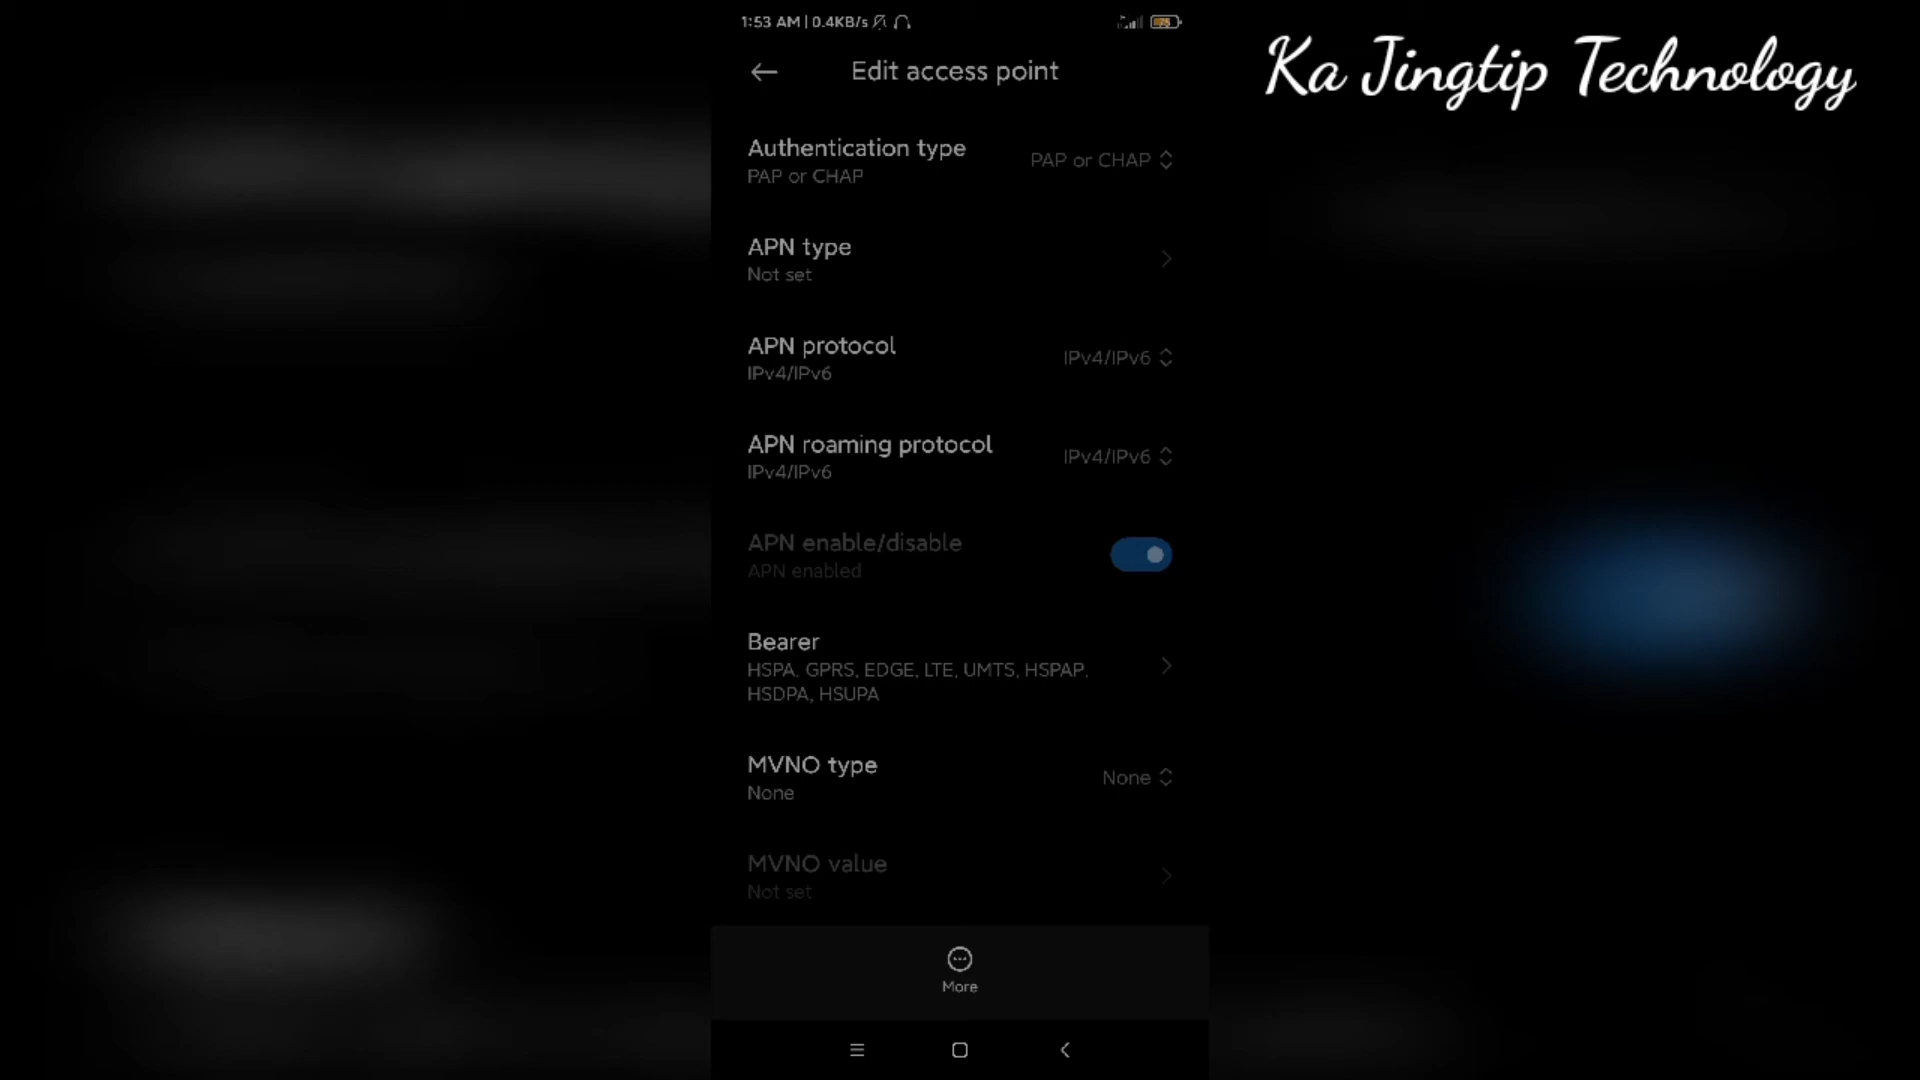 1:53 AM | 0.4KB/s
75
Ka Jingtip Technology
Edit access point
Authentication type
PAP or CHAP
PAP or CHAP
APN type
Not set
APN protocol
IPv4/IPv6
IPv4/IPv6
APN roaming protocol
IPv4/IPv6
IPv4/IPv6
APN enable/disable
APN enabled
Bearer
HSPA, GPRS, EDGE, LTE, UMTS, HSPAP,
HSDPA, HSUPA
MVNO type
None
None
MVNO value
Not set
More